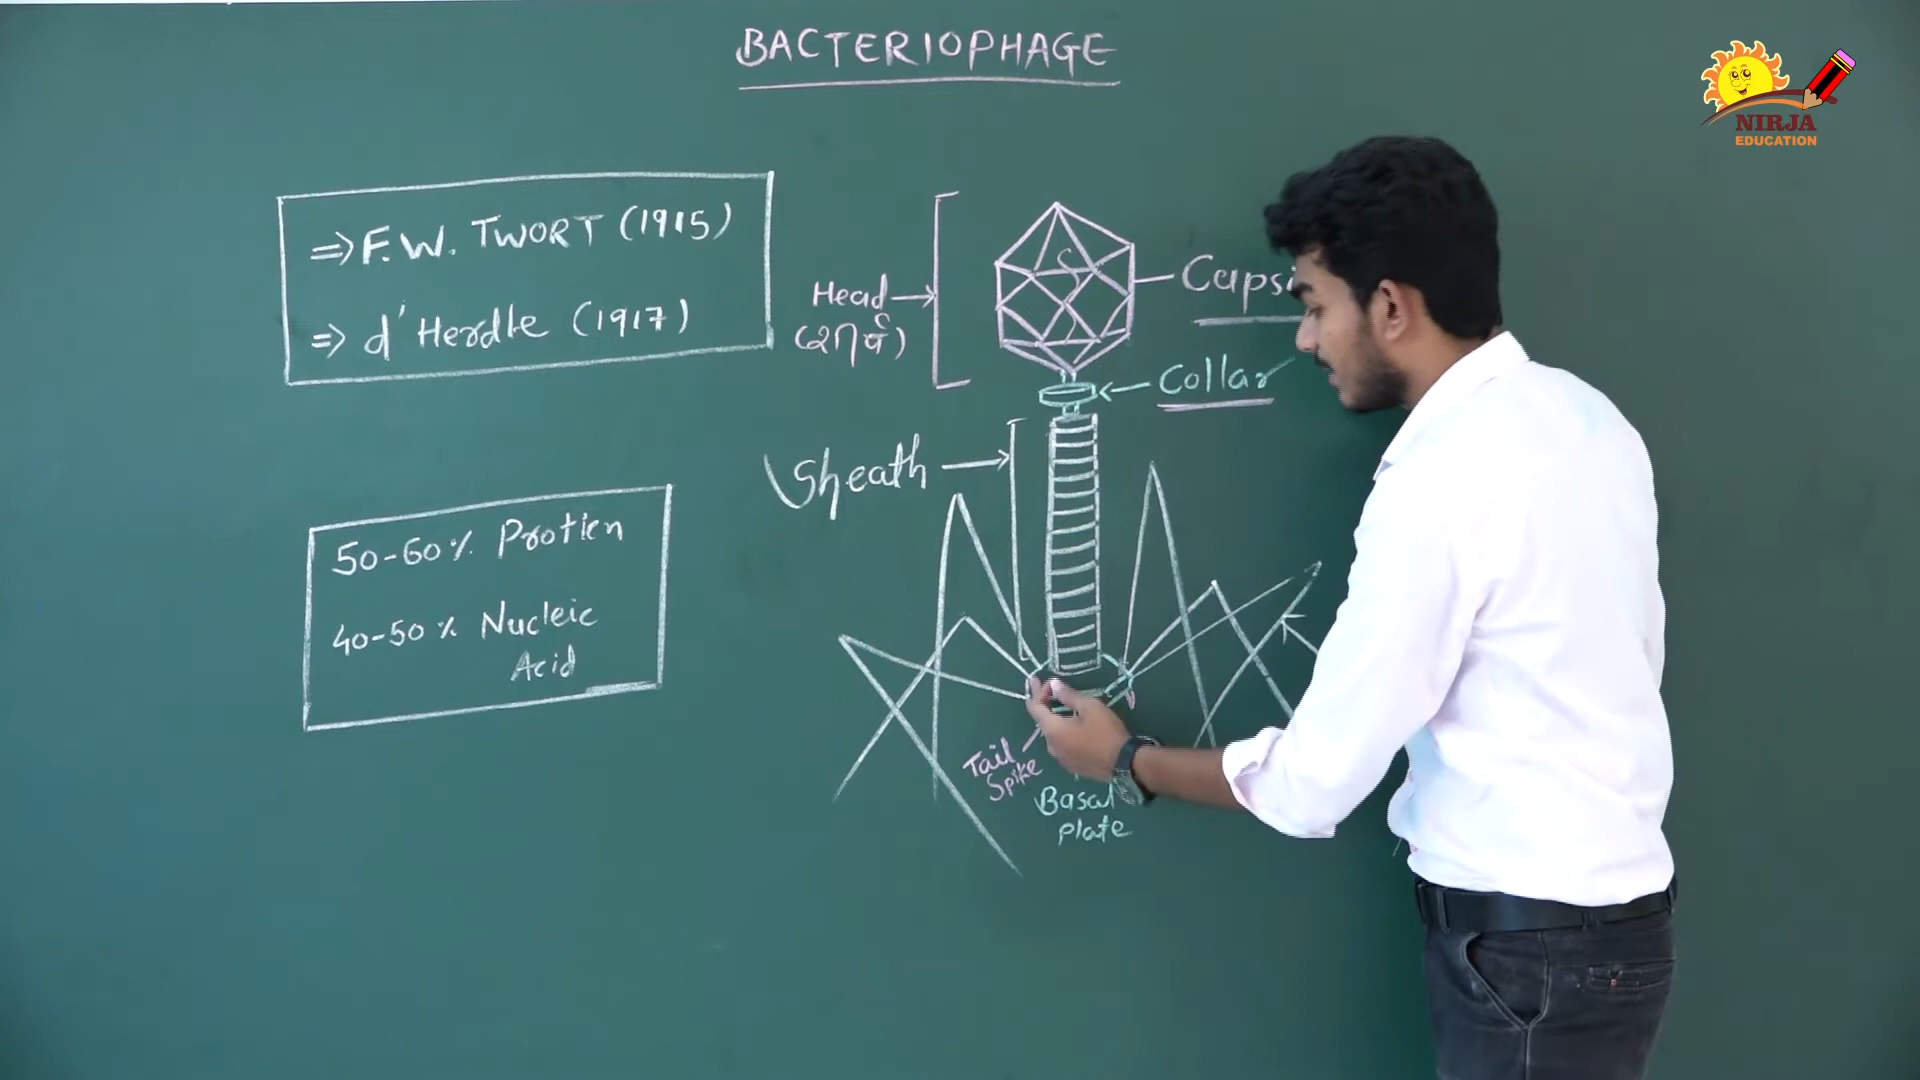 BACTERIOPHAGE
NIRJA
EDUCATION
⇒ F.W. TWORT (1915)
⇒ d'Herdle (1917)
Head
(शीर्ष)
Capsi
Collar
Sheath
50-60% Protien
40-50% Nucleic
Acid
Tail
Spike
Basal
plate